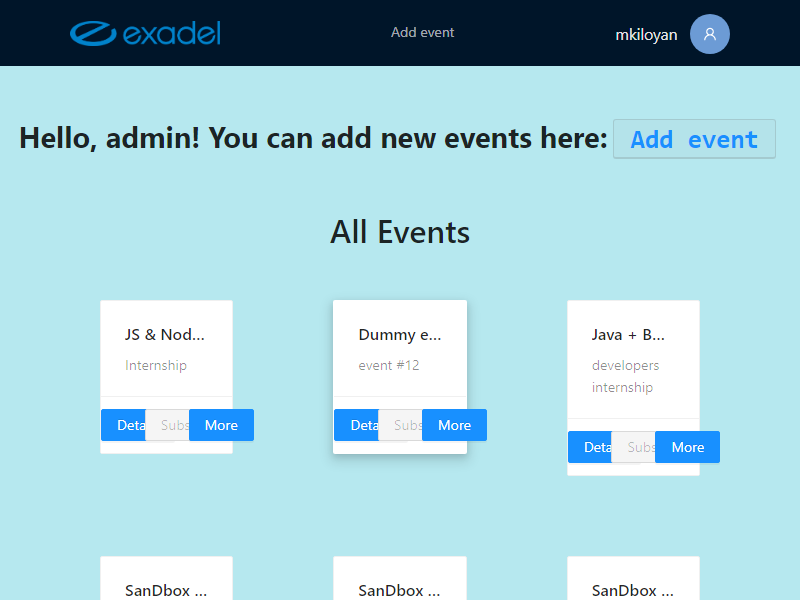 exadel
Add event
mkiloyan
Hello, admin! You can add new events here: Add event
All Events
JS & Nod...
Internship
Deta Subs More
Dummy e...
event #12
Deta Subs More
Java + B...
developers
internship
Deta Subs More
SanDbox ...
SanDbox ...
SanDbox ...